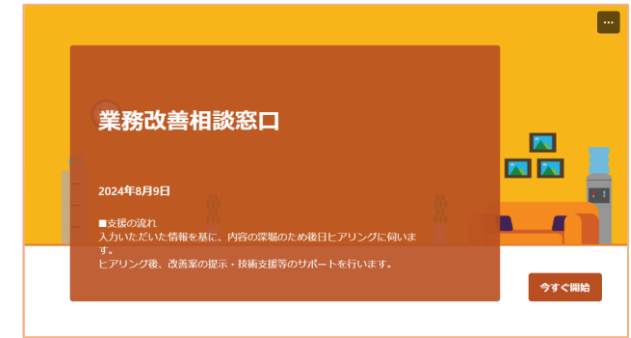 業務改善相談窓口
2024年8月9日
■支援の流れ
入力いただいた情報を基に、内容の深堀のため後日ヒアリングに伺いま
す。
ヒアリング後、改善案の提示・技術支援等のサポートを行います。
今すぐ開始